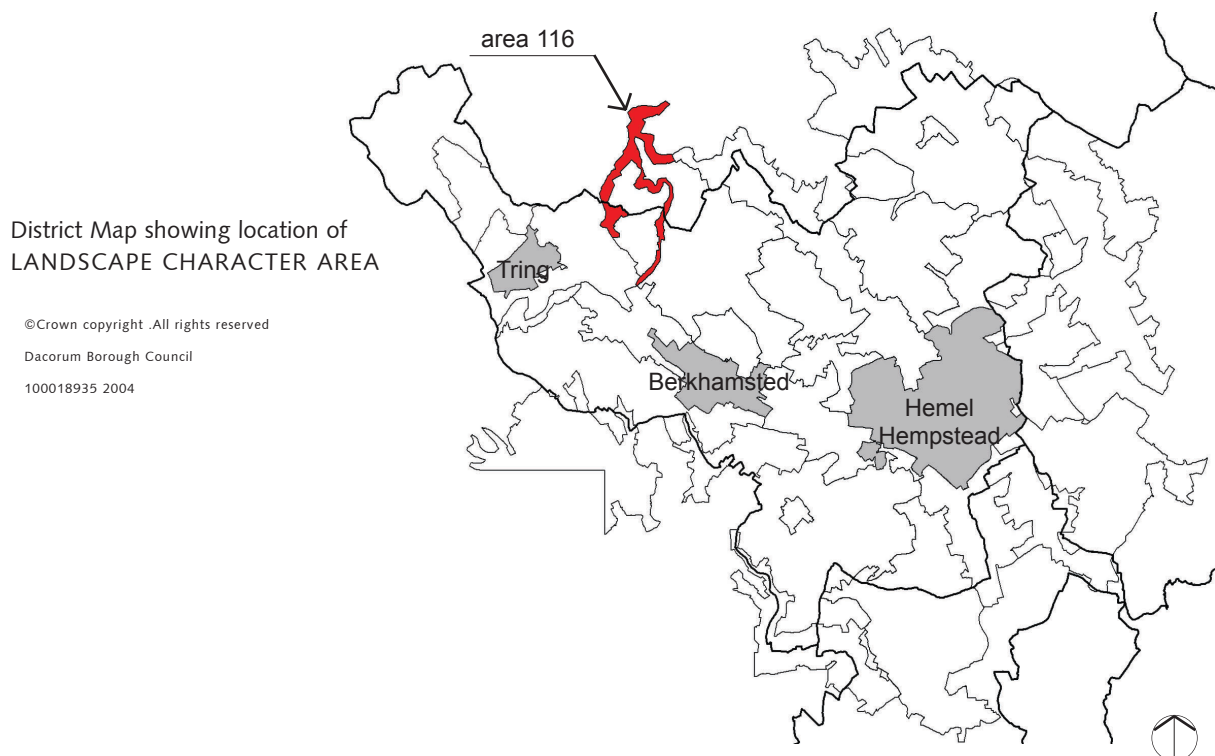 area 116
District Map showing location of
LANDSCAPE CHARACTER AREA
©Crown copyright .All rights reserved
Dacorum Borough Council
100018935 2004
Tring
Berkhamsted
Hemel
Hempstead